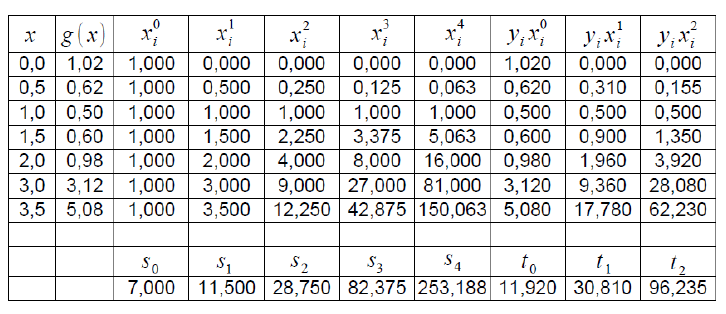 x g(x) x_i^0 x_i^1 x_i^2 x_i^3 x_i^4 y_i x_i^0 y_i x_i^1 y_i x_i^2
0,0 1,02 1,000 0,000 0,000 0,000 0,000 1,020 0,000 0,000
0,5 0,62 1,000 0,500 0,250 0,125 0,063 0,620 0,310 0,155
1,0 0,50 1,000 1,000 1,000 1,000 1,000 0,500 0,500 0,500
1,5 0,60 1,000 1,500 2,250 3,375 5,063 0,600 0,900 1,350
2,0 0,98 1,000 2,000 4,000 8,000 16,000 0,980 1,960 3,920
3,0 3,12 1,000 3,000 9,000 27,000 81,000 3,120 9,360 28,080
3,5 5,08 1,000 3,500 12,250 42,875 150,063 5,080 17,780 62,230
s_0 s_1 s_2 s_3 s_4 t_0 t_1 t_2
7,000 11,500 28,750 82,375 253,188 11,920 30,810 96,235